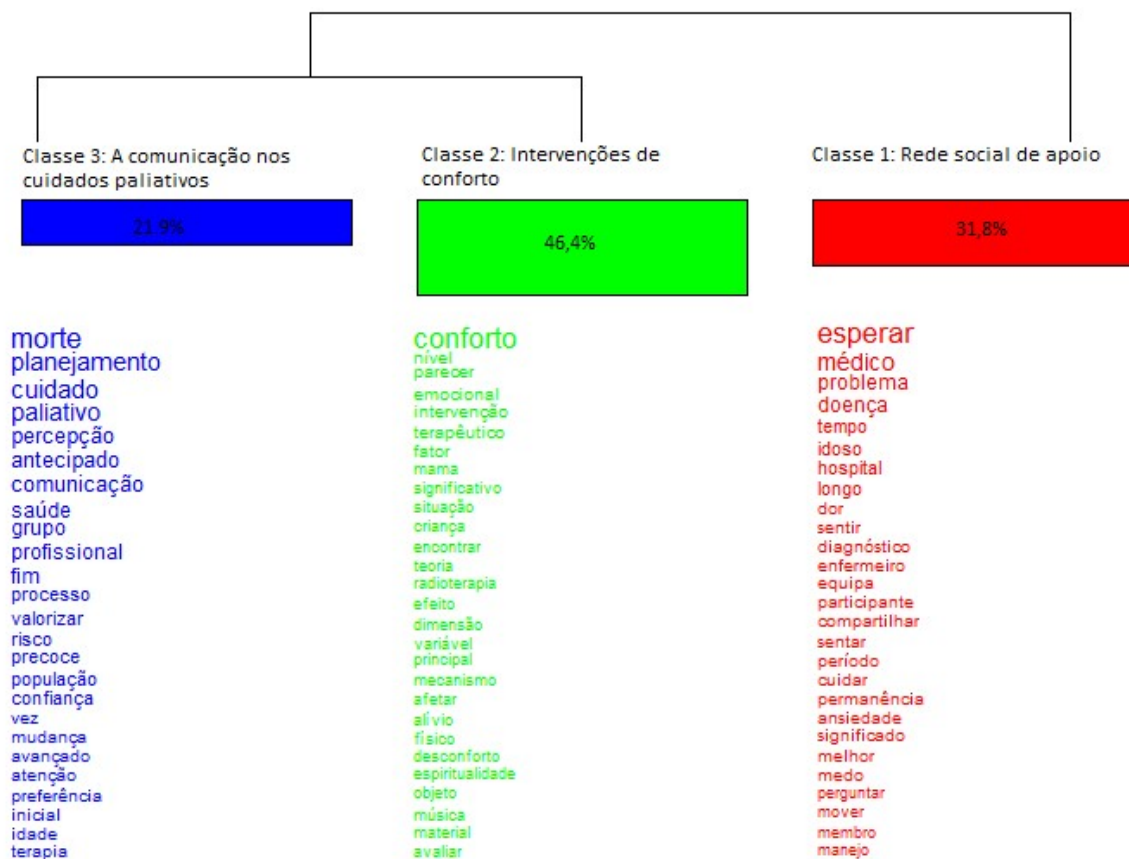 Classe 3: A comunicação nos
cuidados paliativos
21.9%
morte
planejamento
cuidado
paliativo
percepção
antecipado
comunicação
saúde
grupo
profissional
fim
processo
valorizar
risco
precoce
população
confiança
vez
mudança
avançado
atenção
preferência
inicial
idade
terapia
Classe 2: Intervenções de
conforto
46,4%
conforto
nível
parecer
emocional
intervenção
terapêutico
fator
mama
significativo
situação
criança
encontrar
teoria
radioterapia
efeito
dimensão
variável
principal
mecanismo
afetar
alívio
físico
desconforto
espiritualidade
objeto
música
material
avaliar
Classe 1: Rede social de apoio
31,8%
esperar
médico
problema
doença
tempo
idoso
hospital
longo
dor
sentir
diagnóstico
enfermeiro
equipa
participante
compartilhar
sentar
período
cuidar
permanência
ansiedade
significado
melhor
medo
perguntar
mover
membro
manejo